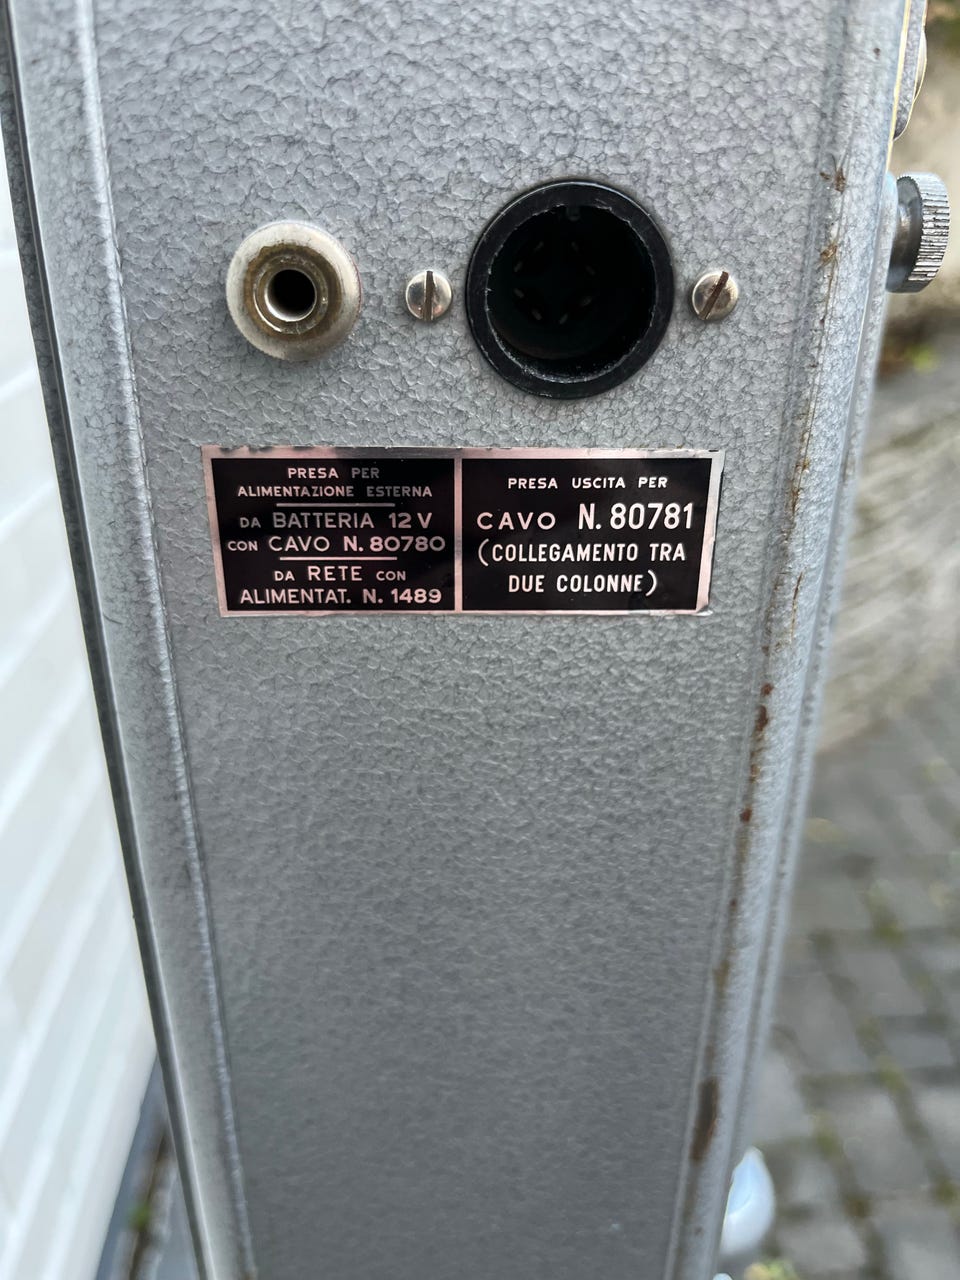 PRESA PER
ALIMENTAZIONE ESTERNA
DA BATTERIA 12 V
CON CAVO N. 80780
DA RETE CON
ALIMENTAT. N. 1489
PRESA USCITA PER
CAVO N. 80781
(COLLEGAMENTO TRA
DUE COLONNE)